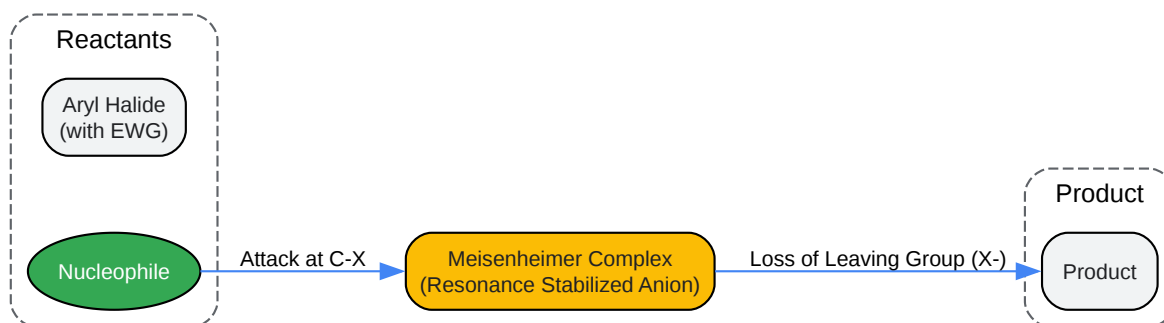 Reactants
Aryl Halide
(with EWG)
Product
Nucleophile
Attack at C-X
Meisenheimer Complex
(Resonance Stabilized Anion)
Loss of Leaving Group (X-)
Product